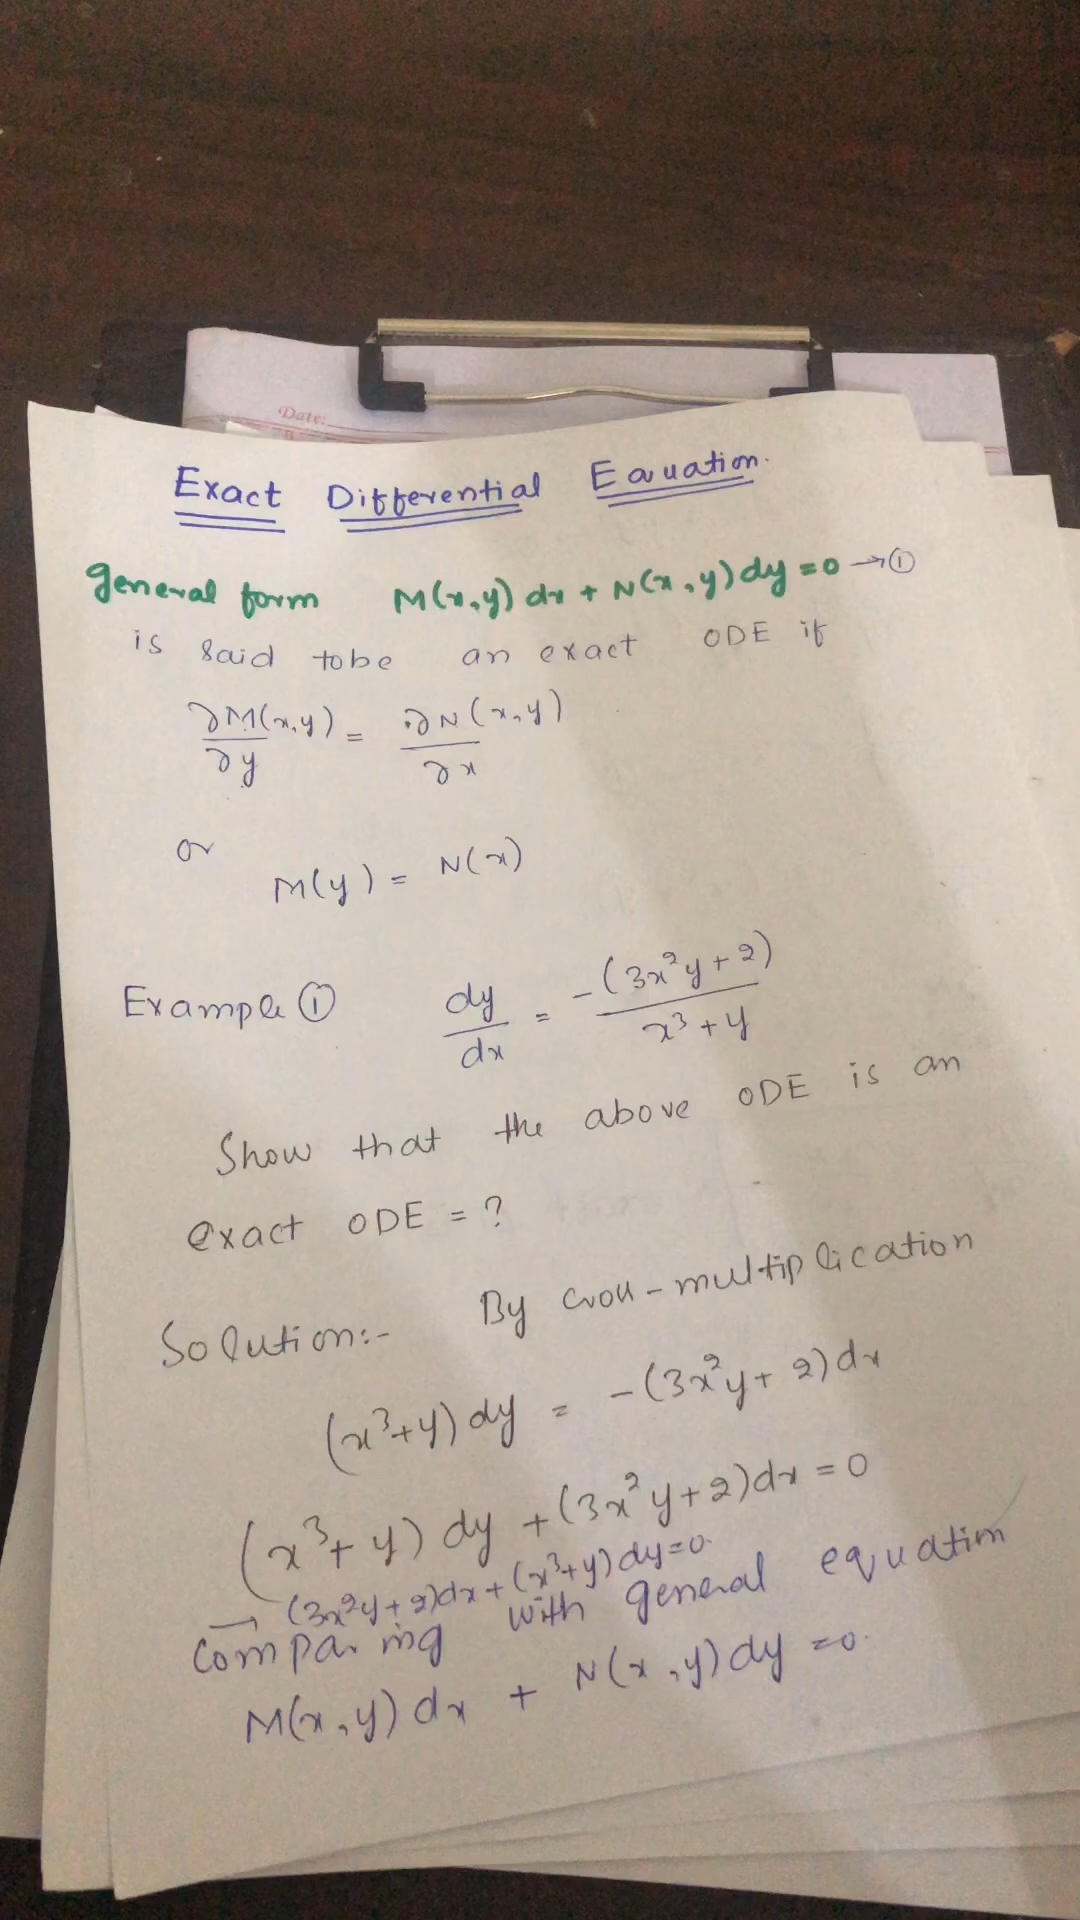 Date:
Exact Differential Eauation.
general form M(x,y) dx + N(x,y) dy = 0 → ①
is said tobe an exact ODE if
∂M(x,y)/∂y = ∂N(x,y)/∂x
or M(y) = N(x)
Example ① dy/dx = -(3x²y+2)/x³+y
Show that the above ODE is an
exact ODE = ?
Solution:- By cross-multiplication
(x³+y) dy = -(3x²y+2) dx
(x³+y) dy + (3x²y+2) dx = 0
→ (3x²y+2)dx + (x³+y) dy = 0.
Comparing with general equation
M(x,y) dx + N(x,y) dy = 0.